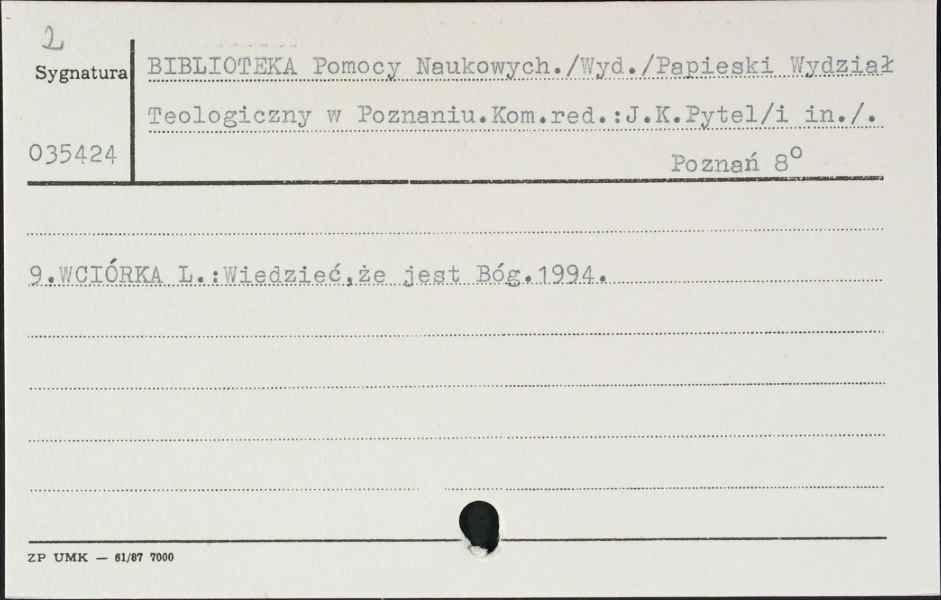 2
Sygnatura
BIBLIOTEKA Pomocy Naukowych./Wyd./Papieski Wydział
Teologiczny w Poznaniu.Kom.red.:J.K.Pytel/i in./.
035424
Poznań 8°
9.WCIÓRKA L.:Wiedzieć,że jest Bóg.1994.
ZP UMK — 61/87 7000